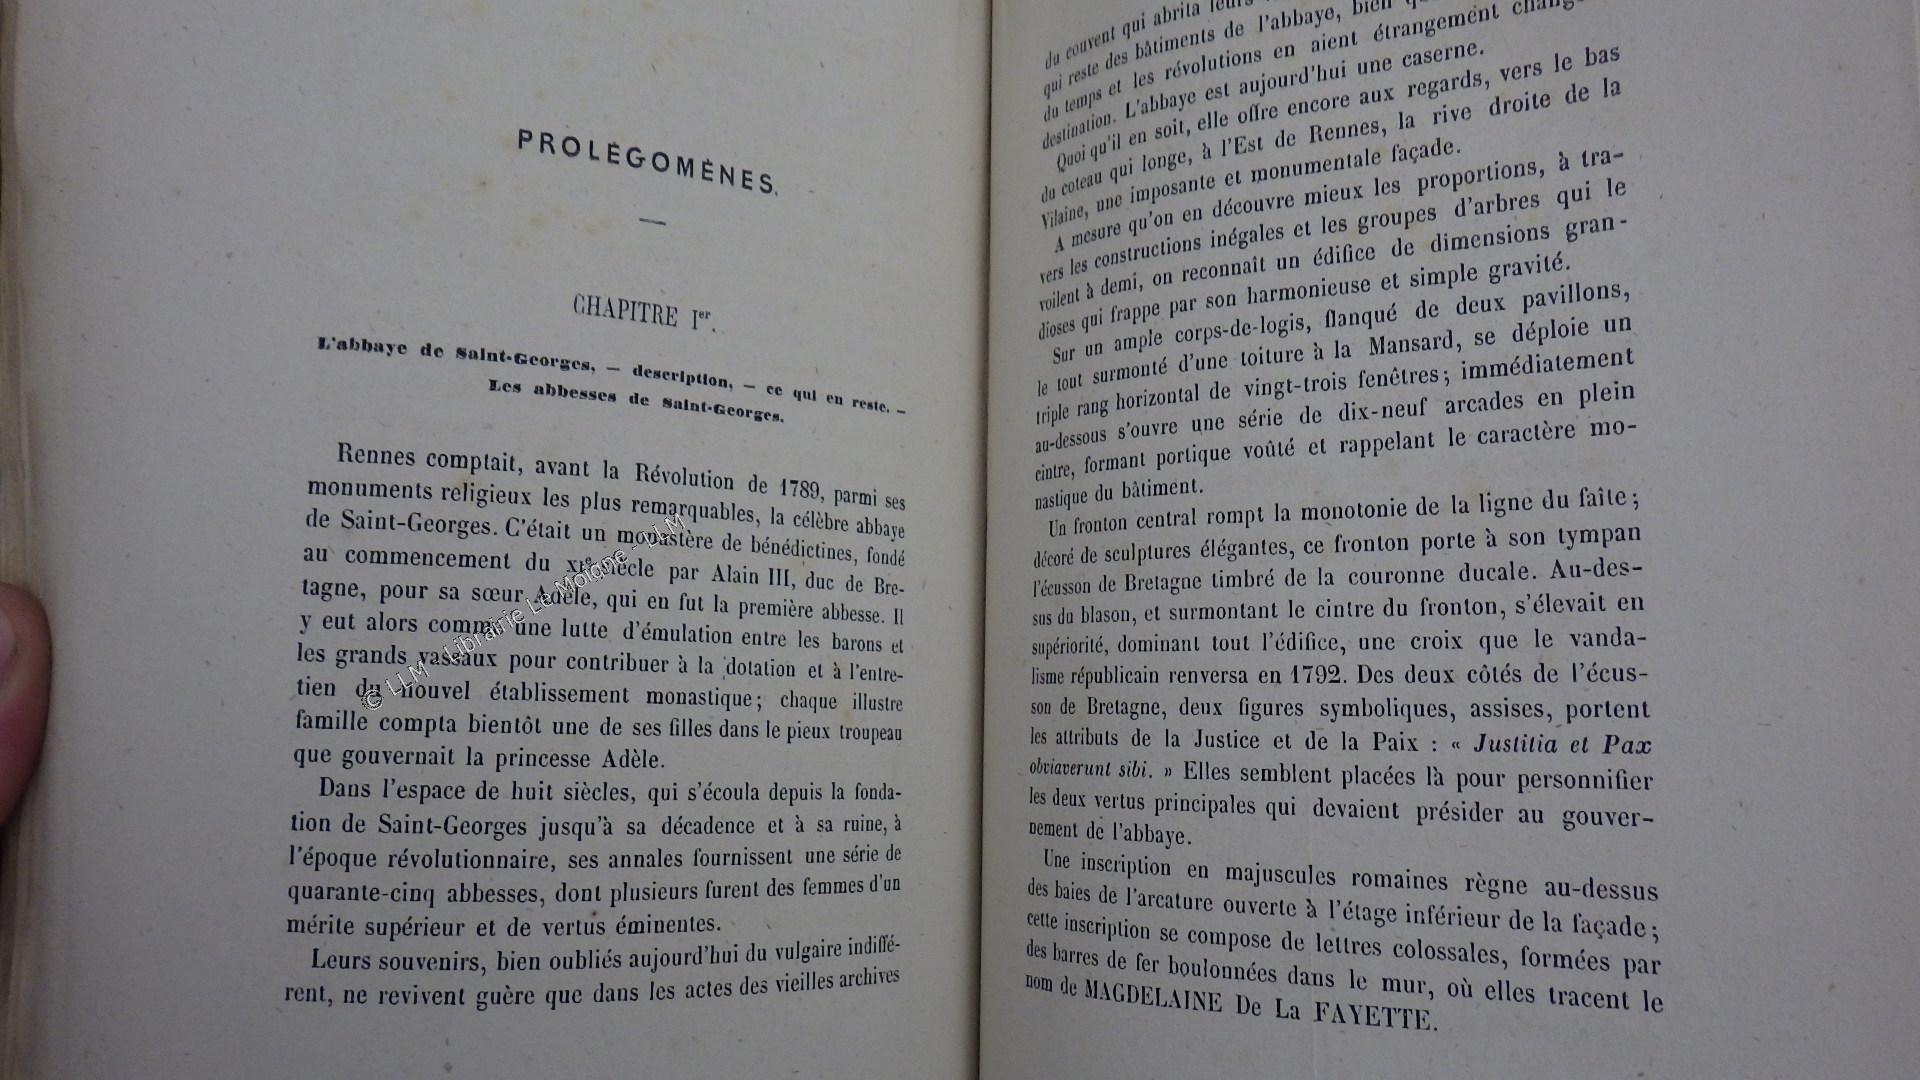 PROLÉGOMÈNES.
CHAPITRE Ier.
L'abbaye de Saint-Georges, — description, — ce qui en reste. —
Les abbesses de Saint-Georges.
Rennes comptait, avant la Révolution de 1789, parmi ses
monuments religieux les plus remarquables, la célèbre abbaye
de Saint-Georges. C'était un monastère de bénédictines, fondé
au commencement du XIe siècle par Alain III, duc de Bre-
tagne, pour sa sœur Adèle, qui en fut la première abbesse. Il
y eut alors comme une lutte d'émulation entre les barons et
les grands vassaux pour contribuer à la dotation et à l'entre-
tien du nouvel établissement monastique; chaque illustre
famille compta bientôt une de ses filles dans le pieux troupeau
que gouvernait la princesse Adèle.
Dans l'espace de huit siècles, qui s'écoula depuis la fonda-
tion de Saint-Georges jusqu'à sa décadence et à sa ruine, à
l'époque révolutionnaire, ses annales fournissent une série de
quarante-cinq abbesses, dont plusieurs furent des femmes d'un
mérite supérieur et de vertus éminentes.
Leurs souvenirs, bien oubliés aujourd'hui du vulgaire indiffé-
rent, ne revivent guère que dans les actes des vieilles archives
© LLM - Librairie Le Moigne - LLM
du couvent qui abrita leurs
qui reste des bâtiments de l'abbaye, bien
du temps et les révolutions en aient étrangement
destination. L'abbaye est aujourd'hui une caserne.
Quoi qu'il en soit, elle offre encore aux regards, vers le bas
du coteau qui longe, à l'Est de Rennes, la rive droite de la
Vilaine, une imposante et monumentale façade.
A mesure qu'on en découvre mieux les proportions, à tra-
vers les constructions inégales et les groupes d'arbres qui le
voilent à demi, on reconnaît un édifice de dimensions gran-
dioses qui frappe par son harmonieuse et simple gravité.
Sur un ample corps-de-logis, flanqué de deux pavillons,
le tout surmonté d'une toiture à la Mansard, se déploie un
triple rang horizontal de vingt-trois fenêtres; immédiatement
au-dessous s'ouvre une série de dix-neuf arcades en plein
cintre, formant portique voûté et rappelant le caractère mo-
nastique du bâtiment.
Un fronton central rompt la monotonie de la ligne du faîte;
décoré de sculptures élégantes, ce fronton porte à son tympan
l'écusson de Bretagne timbré de la couronne ducale. Au-des-
sus du blason, et surmontant le cintre du fronton, s'élevait en
supériorité, dominant tout l'édifice, une croix que le vanda-
lisme républicain renversa en 1792. Des deux côtés de l'écus-
son de Bretagne, deux figures symboliques, assises, portent
les attributs de la Justice et de la Paix : « Justitia et Pax
obviaverunt sibi. » Elles semblent placées là pour personnifier
les deux vertus principales qui devaient présider au gouver-
nement de l'abbaye.
Une inscription en majuscules romaines règne au-dessus
des baies de l'arcature ouverte à l'étage inférieur de la façade;
cette inscription se compose de lettres colossales, formées par
des barres de fer boulonnées dans le mur, où elles tracent le
nom de MAGDELAINE De La FAYETTE.